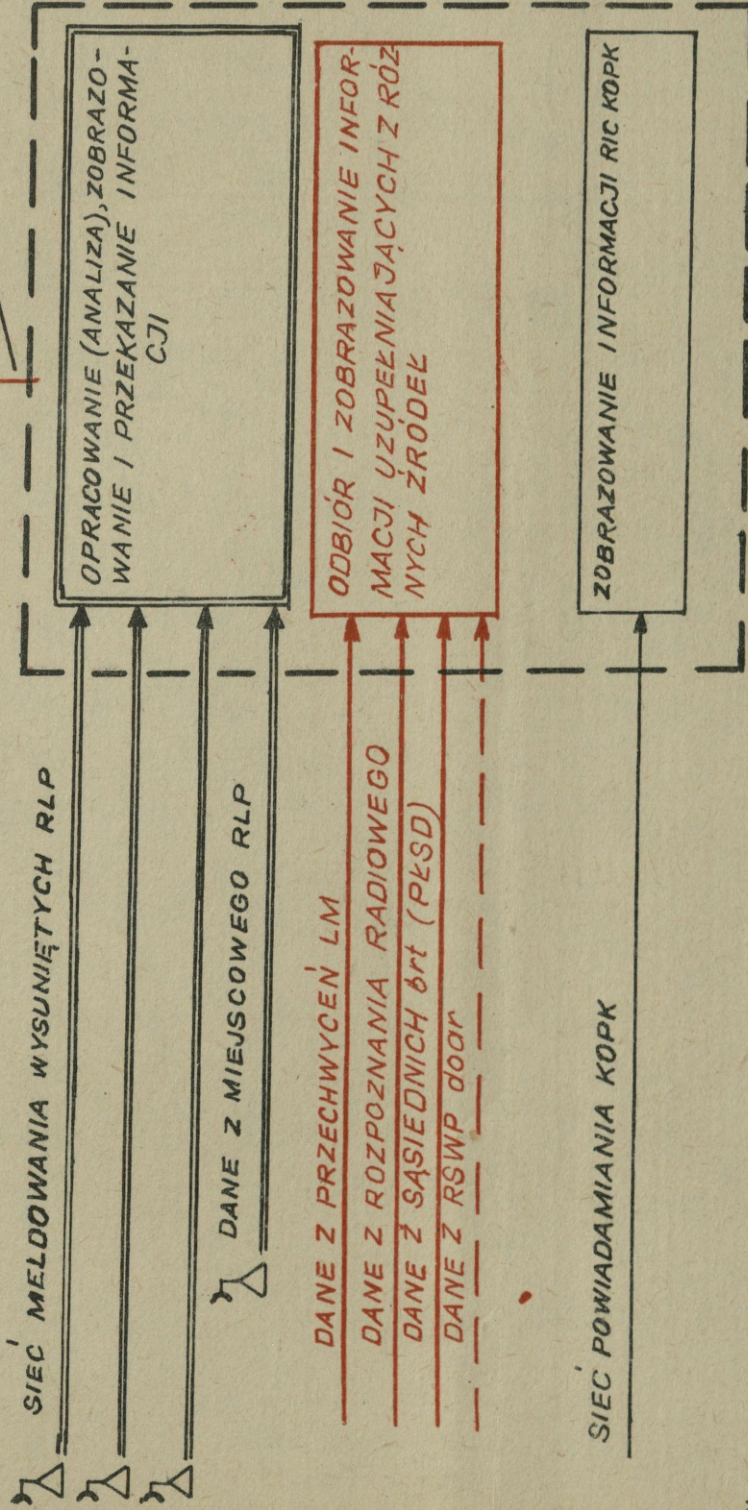 SIEĆ MELDOWANIA WYSUNIĘTYCH RLP
DANE Z MIEJSCOWEGO RLP
OPRACOWANIE (ANALIZA), ZOBRAZO-
WANIE I PRZEKAZANIE INFORMA-
CJI
DANE Z PRZECHWYCEŃ LM
DANE Z ROZPOZNANIA RADIOWEGO
DANE Z SĄSIEDNICH brt (PŁSD)
DANE Z RSWP doar
ODBIÓR I ZOBRAZOWANIE INFOR-
MACJI UZUPEŁNIAJĄCYCH Z RÓŻ
NYCH ŹRÓDEŁ
SIEĆ POWIADAMIANIA KOPK
ZOBRAZOWANIE INFORMACJI RIC KOPK